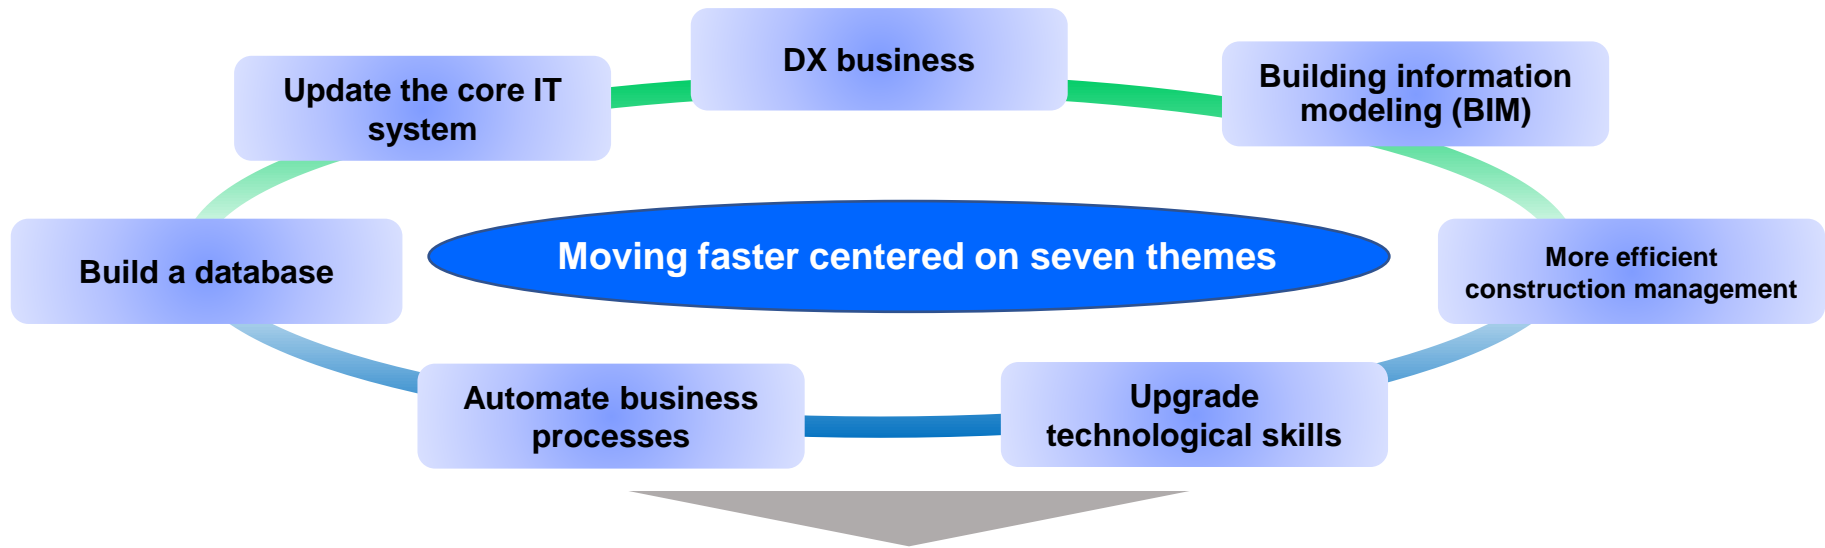 DX business
Update the core IT
system
Building information
modeling (BIM)
Build a database
Moving faster centered on seven themes
More efficient
construction management
Automate business
processes
Upgrade
technological skills